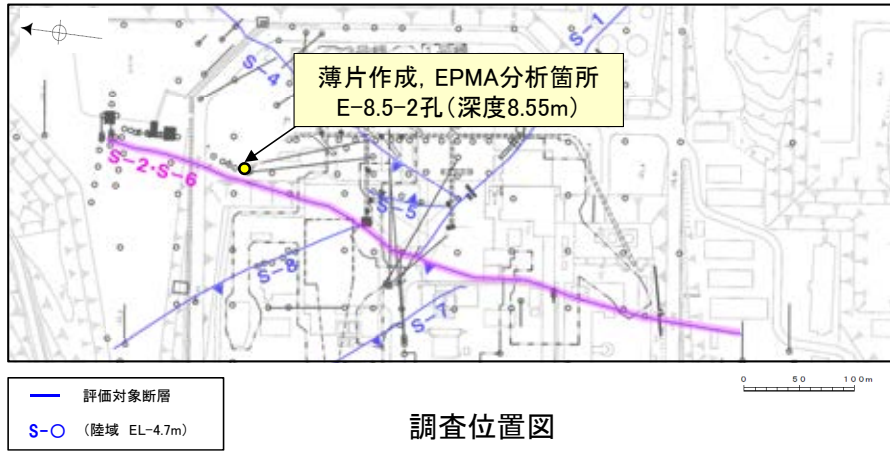 S-1
S-4
薄片作成, EPMA分析箇所
E-8.5-2孔(深度8.55m)
S-2・S-6
S-5
S-8
S-7
0 50 100m
評価対象断層
S-○ (陸域 EL-4.7m)
調査位置図